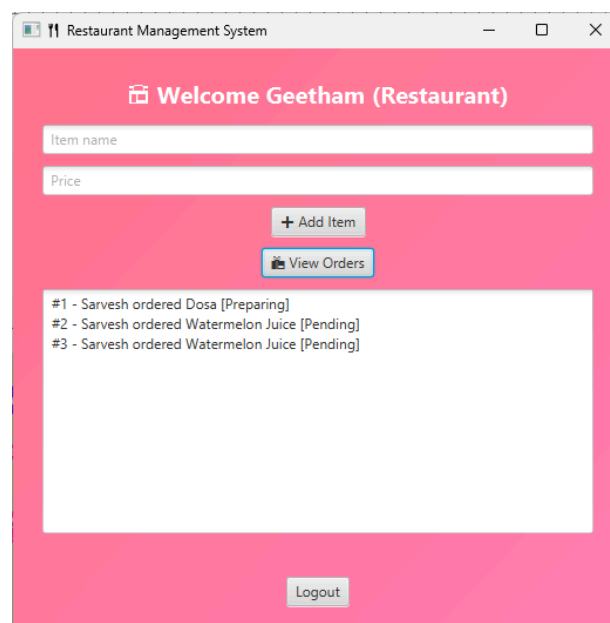 Restaurant Management System
Welcome Geetham (Restaurant)
Item name
Price
+ Add Item
View Orders
#1 - Sarvesh ordered Dosa [Preparing]
#2 - Sarvesh ordered Watermelon Juice [Pending]
#3 - Sarvesh ordered Watermelon Juice [Pending]
Logout